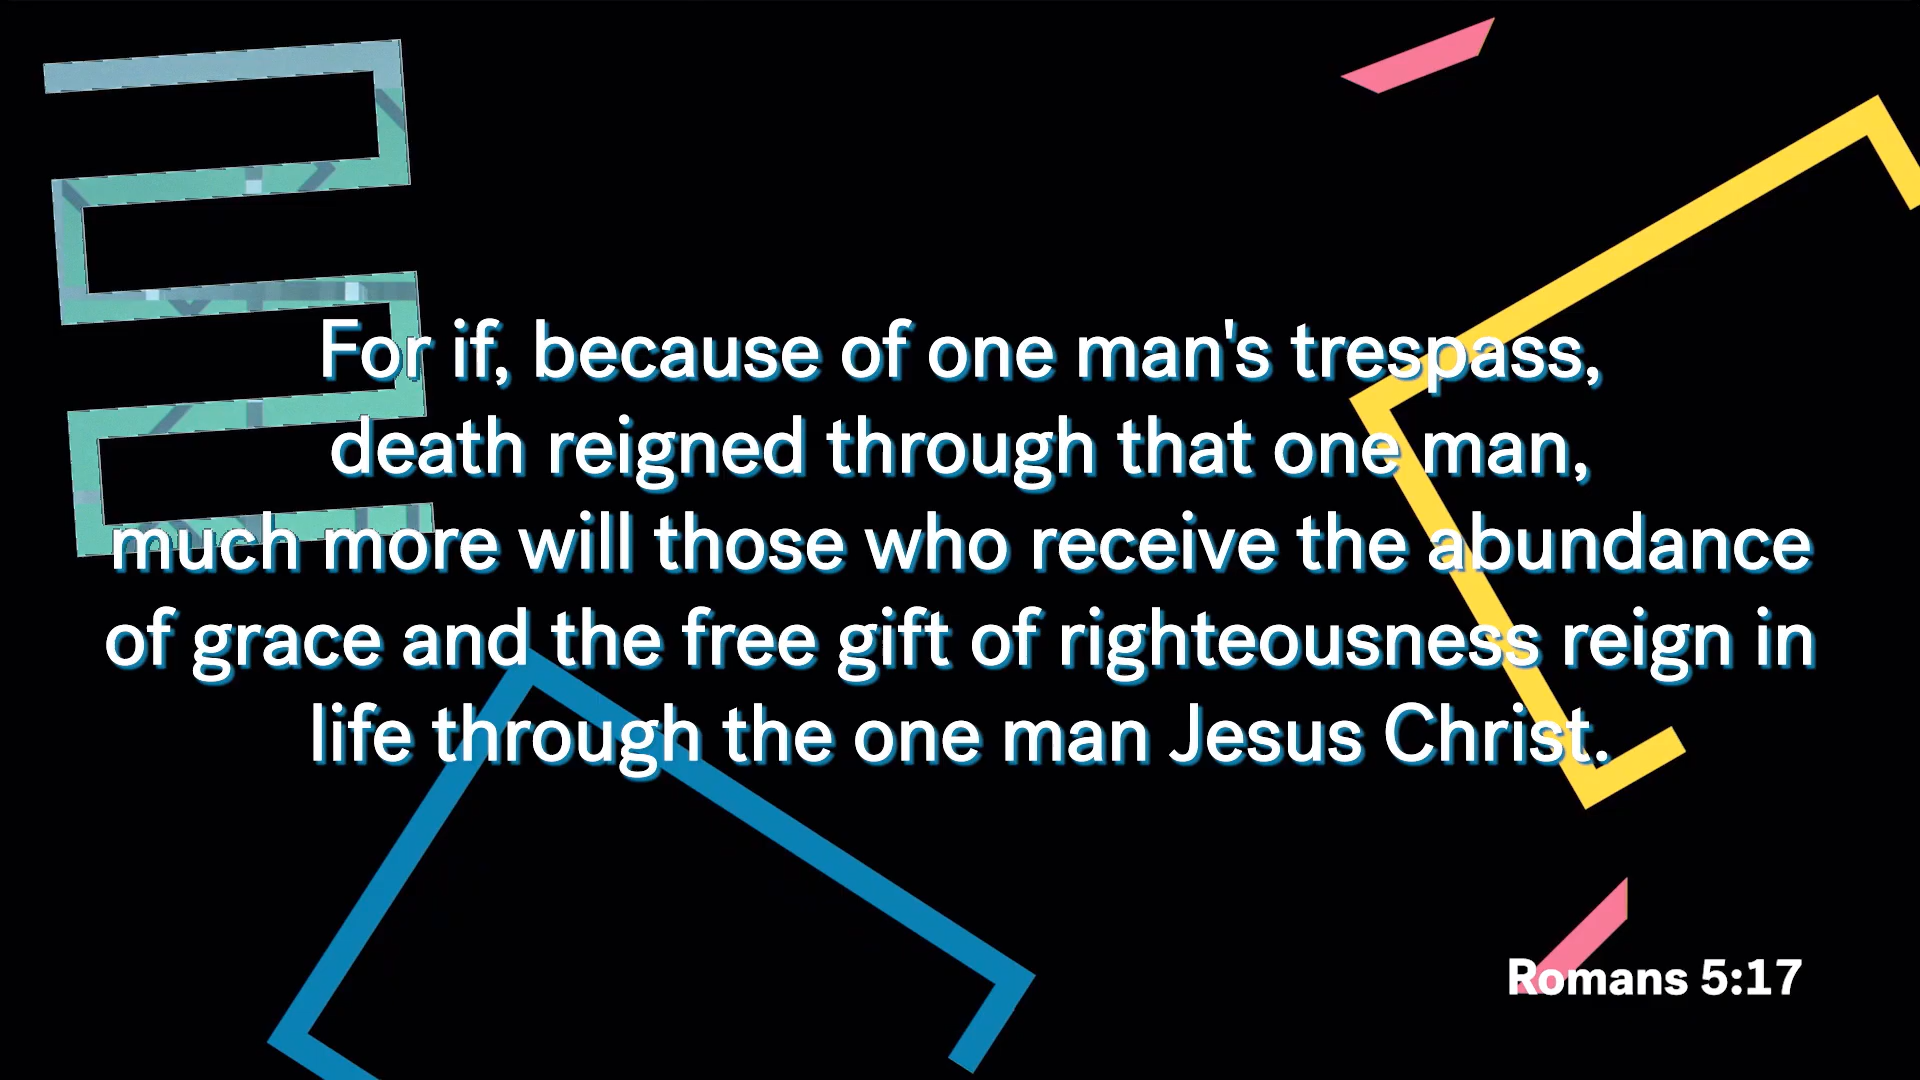 For if, because of one man's trespass,
death reigned through that one man,
much more will those who receive the abundance
of grace and the free gift of righteousness reign in
life through the one man Jesus Christ.
Romans 5:17